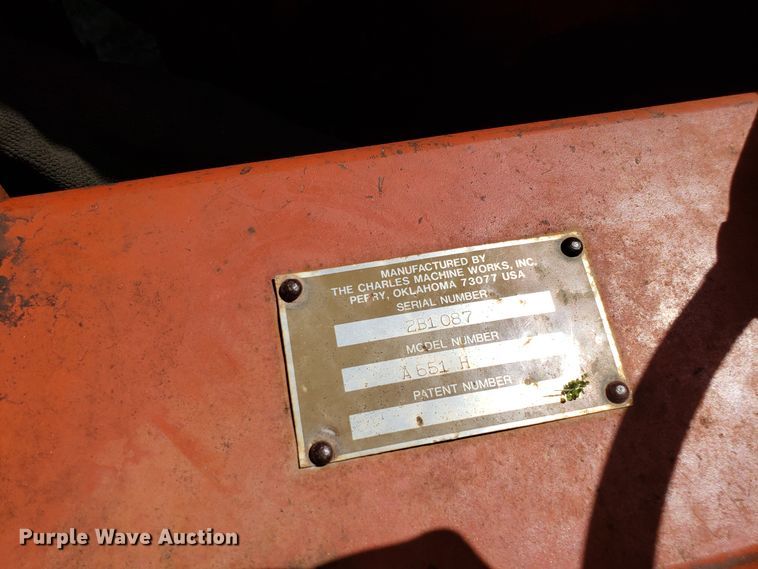 MANUFACTURED BY
THE CHARLES MACHINE WORKS, INC.
PERRY, OKLAHOMA 73077 USA
SERIAL NUMBER
2B1087
MODEL NUMBER
A 651 H
PATENT NUMBER
Purple Wave Auction